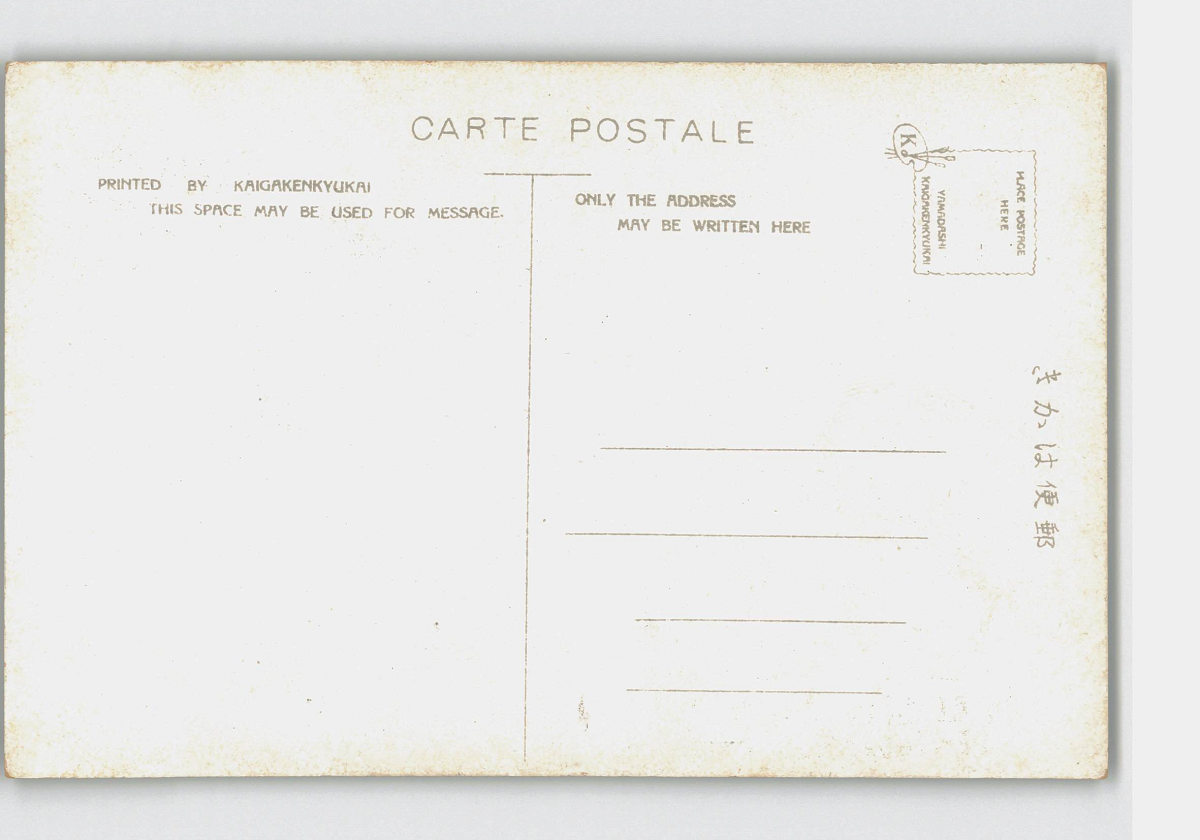 CARTE POSTALE
PRINTED BY KAIGAKENKYUKAI
THIS SPACE MAY BE USED FOR MESSAGE.
ONLY THE ADDRESS
MAY BE WRITTEN HERE
K
PLACE POSTAGE
HERE
YAMADASHI
KAIGAKENKYUKAI
郵便はかき